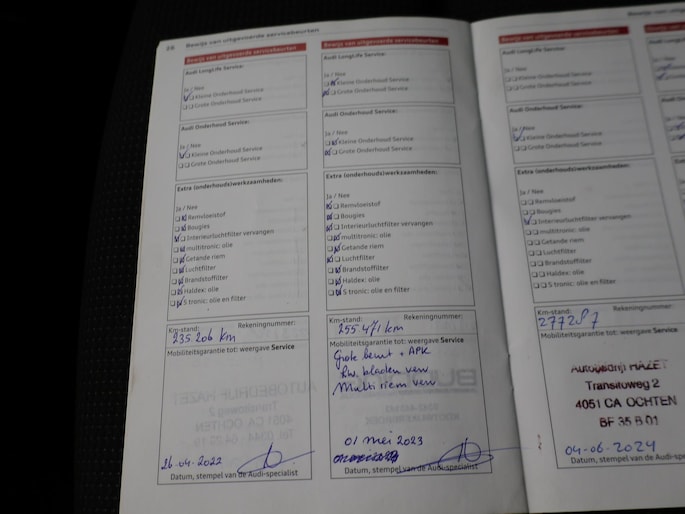 28 Bewijs van uitgevoerde servicebeurten
Bewijs van uitgevoerde servicebeurten
Audi LongLife Service:
Ja / Nee
Kleine Onderhoud Service
Grote Onderhoud Service
Audi Onderhoud Service:
Ja / Nee
Kleine Onderhoud Service
Grote Onderhoud Service
Extra (onderhouds)werkzaamheden:
Ja / Nee
Remvloeistof
Bougies
Interieurluchtfilter vervangen
multitronic: olie
Getande riem
Luchtfilter
Brandstoffilter
Haldex: olie
S tronic: olie en filter
Km-stand: Rekeningnummer:
235.206 km
Mobiliteitsgarantie tot: weergave Service
26-04-2022
Datum, stempel van de Audi-specialist
Bewijs van uitgevoerde servicebeurten
Audi LongLife Service:
Ja / Nee
Kleine Onderhoud Service
Grote Onderhoud Service
Audi Onderhoud Service:
Ja / Nee
Kleine Onderhoud Service
Grote Onderhoud Service
Extra (onderhouds)werkzaamheden:
Ja / Nee
Remvloeistof
Bougies
Interieurluchtfilter vervangen
multitronic: olie
Getande riem
Luchtfilter
Brandstoffilter
Haldex: olie
S tronic: olie en filter
Km-stand: Rekeningnummer:
255.471 km
Mobiliteitsgarantie tot: weergave Service
Grote beurt + APK
Rw. bladen verv
Multi riem verv
01 mei 2023
Datum, stempel van de Audi-specialist
Bewijs van uitgevoerde servicebeurten
Audi LongLife Service:
Ja / Nee
Kleine Onderhoud Service
Grote Onderhoud Service
Audi Onderhoud Service:
Ja / Nee
Kleine Onderhoud Service
Grote Onderhoud Service
Extra (onderhouds)werkzaamheden:
Ja / Nee
Remvloeistof
Bougies
Interieurluchtfilter vervangen
multitronic: olie
Getande riem
Luchtfilter
Brandstoffilter
Haldex: olie
S tronic: olie en filter
Km-stand: Rekeningnummer:
277287
Mobiliteitsgarantie tot: weergave Service
Autobedrijf HAZET
Transitoweg 2
4051 CA OCHTEN
BF 35 B 01
04-06-2024
Datum, stempel van de Audi-specialist